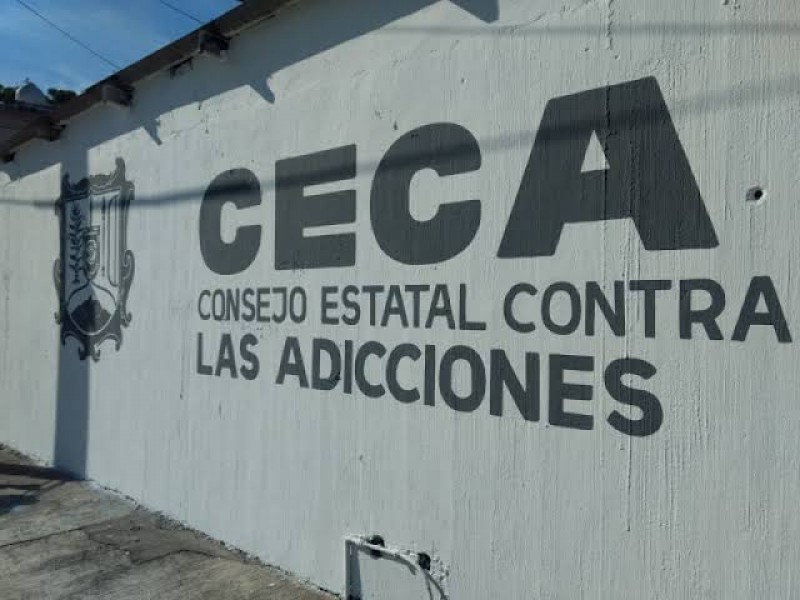 CECA
CONSEJO ESTATAL CONTRA
LAS ADICCIONES